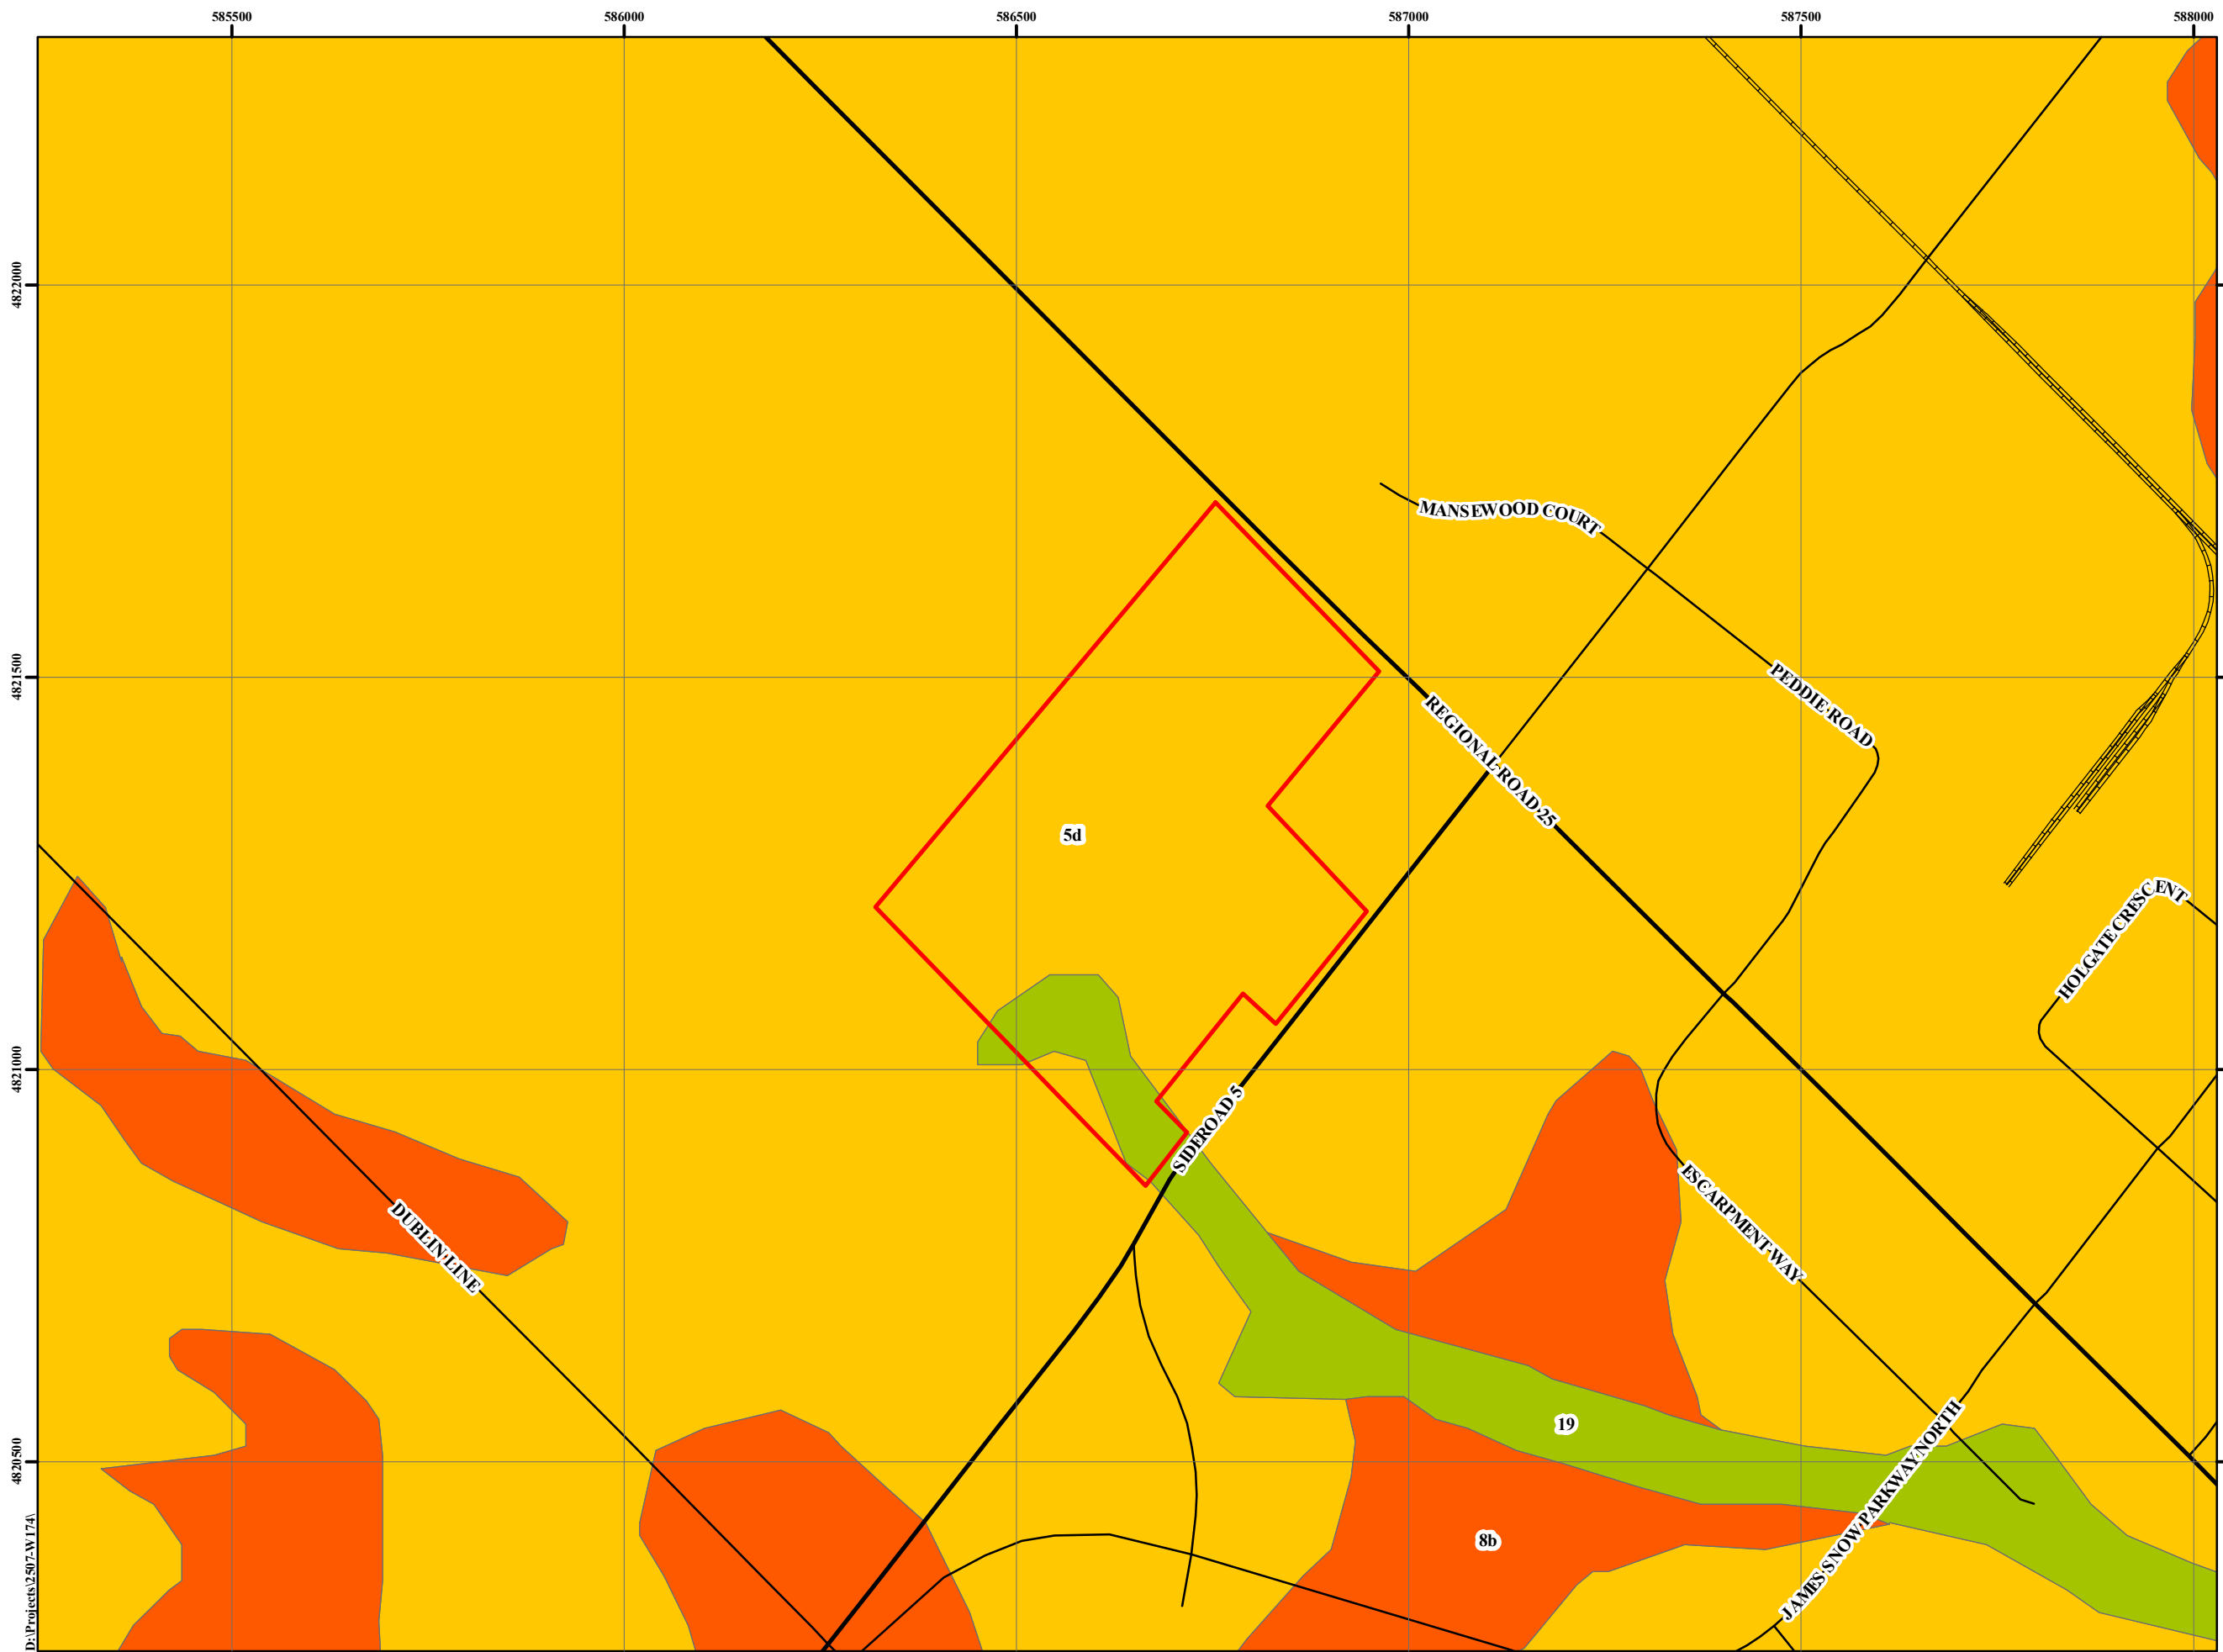 585500
586000
586500
587000
587500
588000
4822000
4821500
4821000
4820500
MANSEWOOD COURT
PEDDIE ROAD
REGIONAL ROAD 25
5d
HOLGATE CRESCENT
SIDEROAD 5
ESCARPMENT WAY
DUBLIN LINE
19
JAMES SNOW PARKWAY NORTH
8b
D:\Projects\2507-W174\